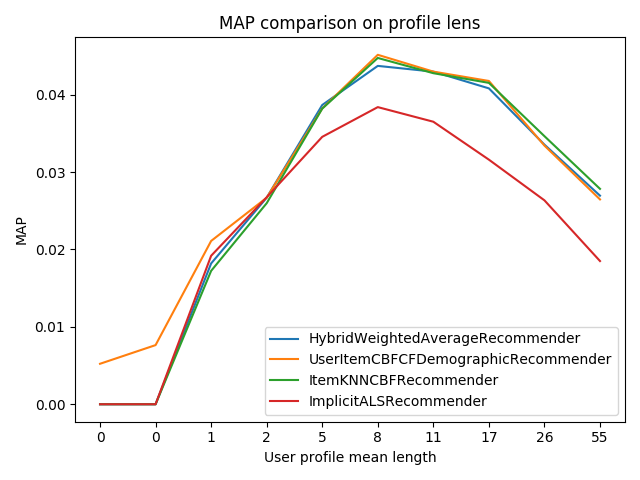 MAP comparison on profile lens
MAP
0.04
0.03
0.02
0.01
0.00
HybridWeightedAverageRecommender
UserItemCBFCFDemographicRecommender
ItemKNNCBFRecommender
ImplicitALSRecommender
0 0 1 2 5 8 11 17 26 55
User profile mean length